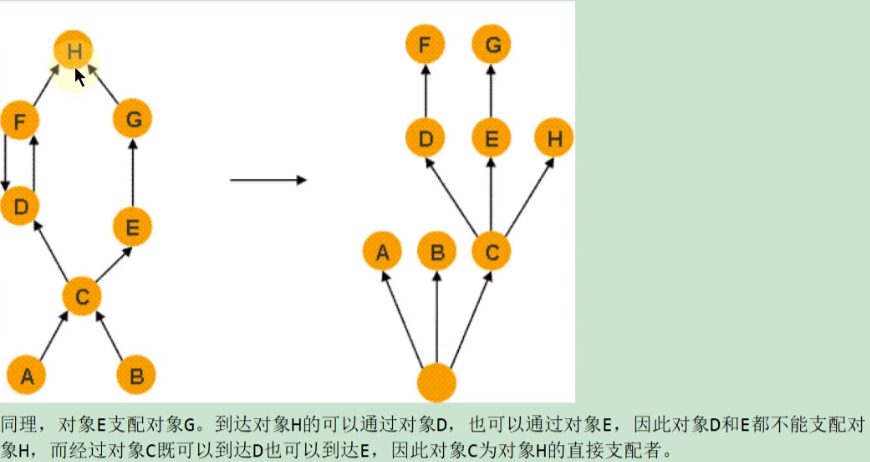 H
F G
F G
D E H
D
E
A B C
C
A B
同理，对象E支配对象G。到达对象H的可以通过对象D，也可以通过对象E，因此对象D和E都不能支配对
象H，而经过对象C既可以到达D也可以到达E，因此对象C为对象H的直接支配者。